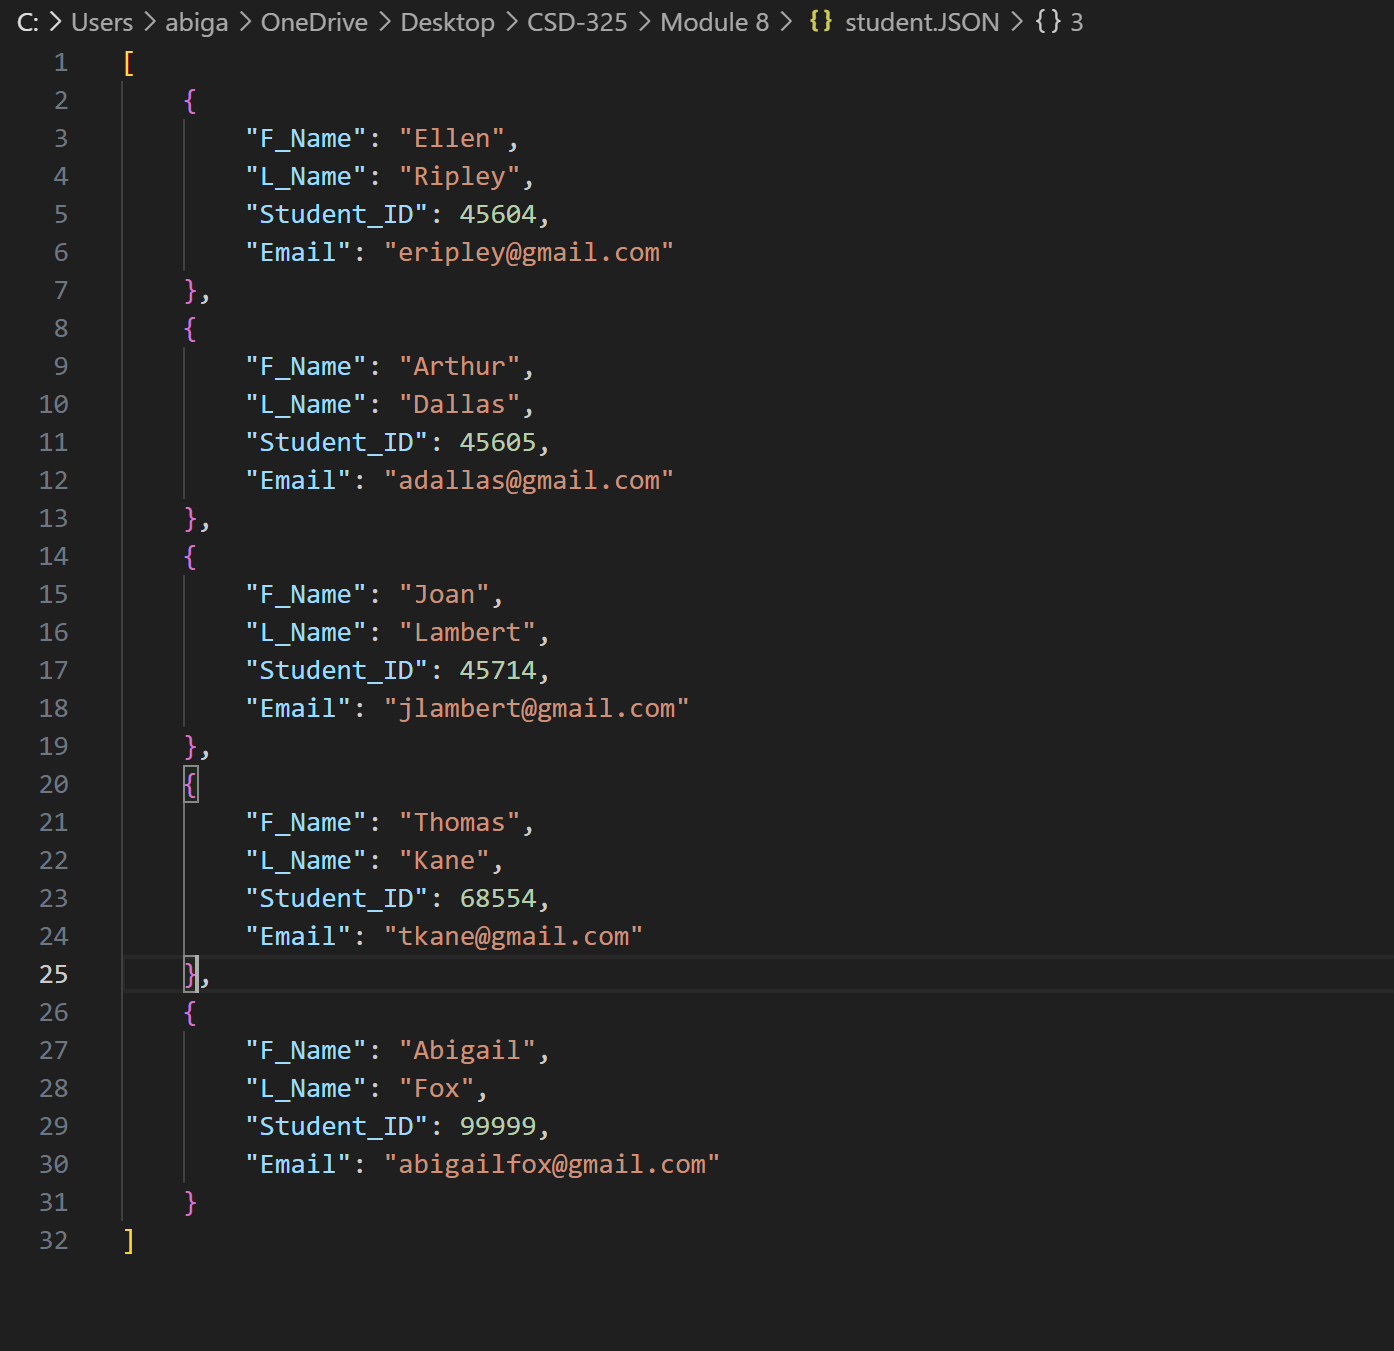 C: > Users > abiga > OneDrive > Desktop > CSD-325 > Module 8 > {} student.JSON > {} 3
1 [
2 {
3 "F_Name": "Ellen",
4 "L_Name": "Ripley",
5 "Student_ID": 45604,
6 "Email": "eripley@gmail.com"
7 },
8 {
9 "F_Name": "Arthur",
10 "L_Name": "Dallas",
11 "Student_ID": 45605,
12 "Email": "adallas@gmail.com"
13 },
14 {
15 "F_Name": "Joan",
16 "L_Name": "Lambert",
17 "Student_ID": 45714,
18 "Email": "jlambert@gmail.com"
19 },
20 {
21 "F_Name": "Thomas",
22 "L_Name": "Kane",
23 "Student_ID": 68554,
24 "Email": "tkane@gmail.com"
25 },
26 {
27 "F_Name": "Abigail",
28 "L_Name": "Fox",
29 "Student_ID": 99999,
30 "Email": "abigailfox@gmail.com"
31 }
32 ]